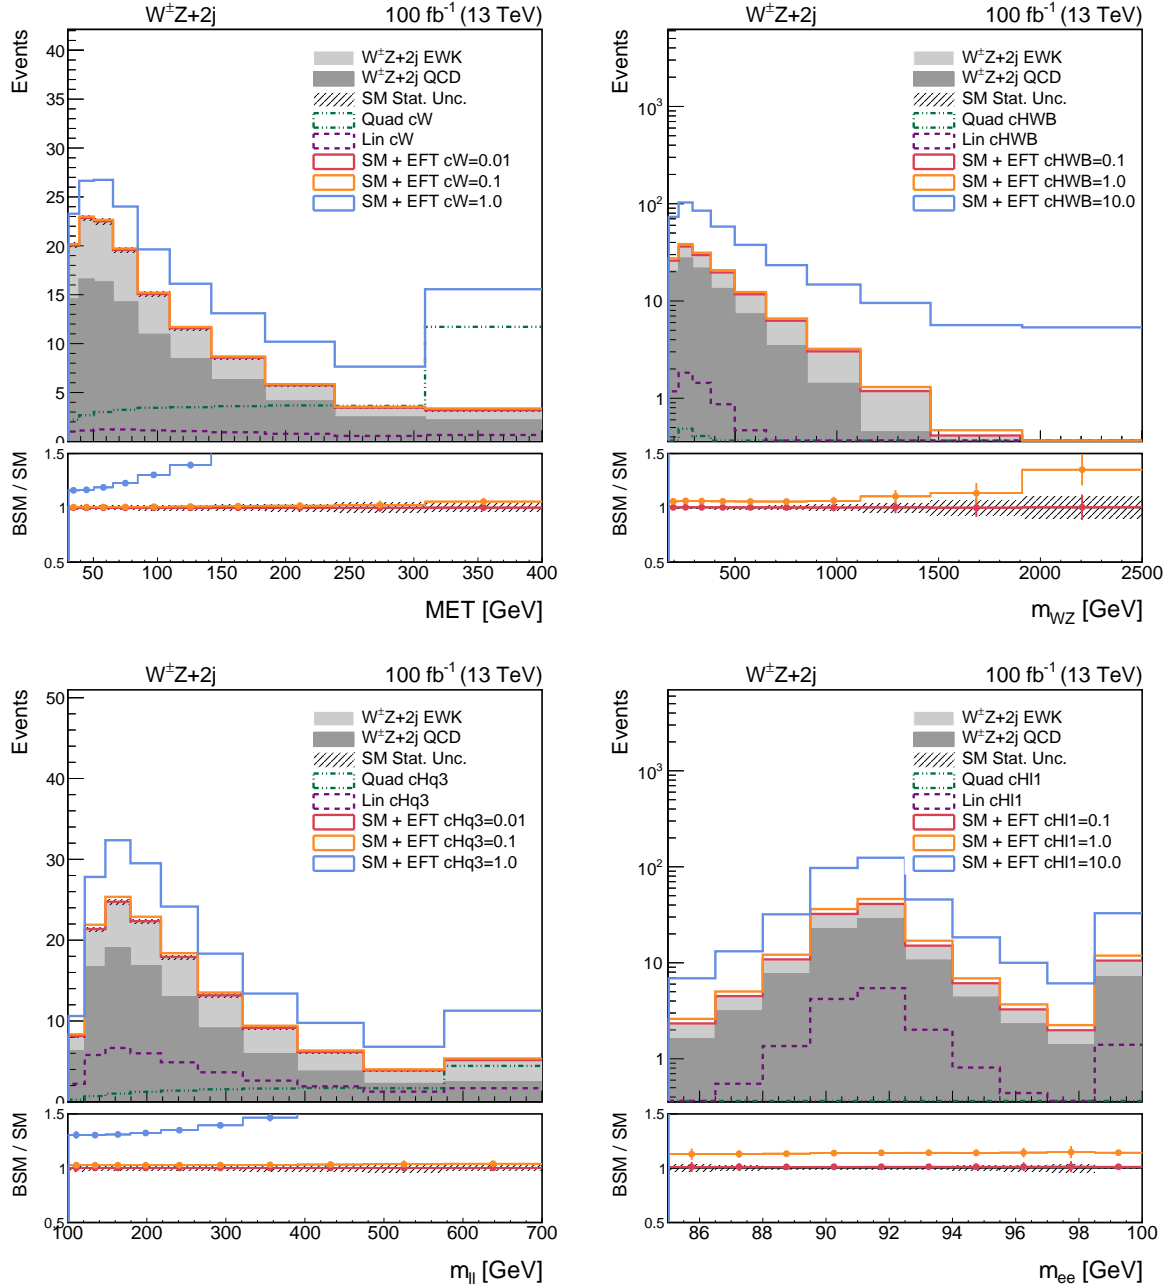 W±Z+2j 100 fb⁻¹ (13 TeV)
Events
40
35
30
25
20
15
10
5
0
W±Z+2j EWK
W±Z+2j QCD
SM Stat. Unc.
Quad cW
Lin cW
SM + EFT cW=0.01
SM + EFT cW=0.1
SM + EFT cW=1.0
BSM / SM
1.5
1
0.5
50 100 150 200 250 300 350 400
MET [GeV]
W±Z+2j 100 fb⁻¹ (13 TeV)
Events
10³
10²
10
1
W±Z+2j EWK
W±Z+2j QCD
SM Stat. Unc.
Quad cHWB
Lin cHWB
SM + EFT cHWB=0.1
SM + EFT cHWB=1.0
SM + EFT cHWB=10.0
BSM / SM
1.5
1
0.5
500 1000 1500 2000 2500
m_WZ [GeV]
W±Z+2j 100 fb⁻¹ (13 TeV)
Events
50
40
30
20
10
0
W±Z+2j EWK
W±Z+2j QCD
SM Stat. Unc.
Quad cHq3
Lin cHq3
SM + EFT cHq3=0.01
SM + EFT cHq3=0.1
SM + EFT cHq3=1.0
BSM / SM
1.5
1
0.5
100 200 300 400 500 600 700
m_ll [GeV]
W±Z+2j 100 fb⁻¹ (13 TeV)
Events
10³
10²
10
1
W±Z+2j EWK
W±Z+2j QCD
SM Stat. Unc.
Quad cHl1
Lin cHl1
SM + EFT cHl1=0.1
SM + EFT cHl1=1.0
SM + EFT cHl1=10.0
BSM / SM
1.5
1
0.5
86 88 90 92 94 96 98 100
m_ee [GeV]